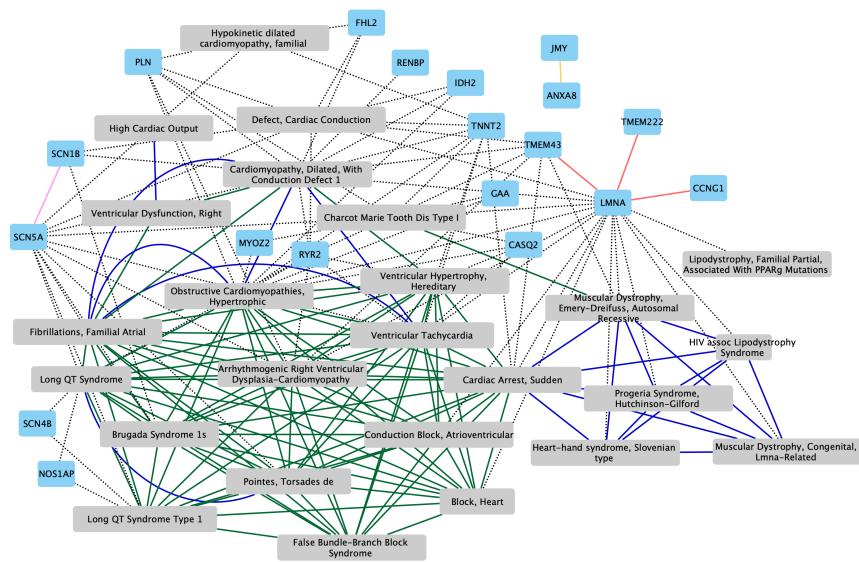 FHL2
Hypokinetic dilated
cardiomyopathy, familial
JMY
PLN
RENBP
IDH2
ANXA8
Defect, Cardiac Conduction
TMEM222
High Cardiac Output
TNNT2
TMEM43
SCN1B
Cardiomyopathy, Dilated, With
Conduction Defect 1
CCNG1
GAA
LMNA
Ventricular Dysfunction, Right
Charcot Marie Tooth Dis Type I
SCN5A
MYOZ2
RYR2
CASQ2
Lipodystrophy, Familial Partial,
Associated With PPARg Mutations
Ventricular Hypertrophy,
Hereditary
Obstructive Cardiomyopathies,
Hypertrophic
Muscular Dystrophy,
Emery-Dreifuss, Autosomal
Recessive
Fibrillations, Familial Atrial
Ventricular Tachycardia
HIV assoc Lipodystrophy
Syndrome
Long QT Syndrome
Arrhythmogenic Right Ventricular
Dysplasia-Cardiomyopathy
Cardiac Arrest, Sudden
Progeria Syndrome,
Hutchinson-Gilford
SCN4B
Brugada Syndrome 1s
Conduction Block, Atrioventricular
Heart-hand syndrome, Slovenian
type
Muscular Dystrophy, Congenital,
Lmna-Related
NOS1AP
Pointes, Torsades de
Block, Heart
Long QT Syndrome Type 1
False Bundle-Branch Block
Syndrome